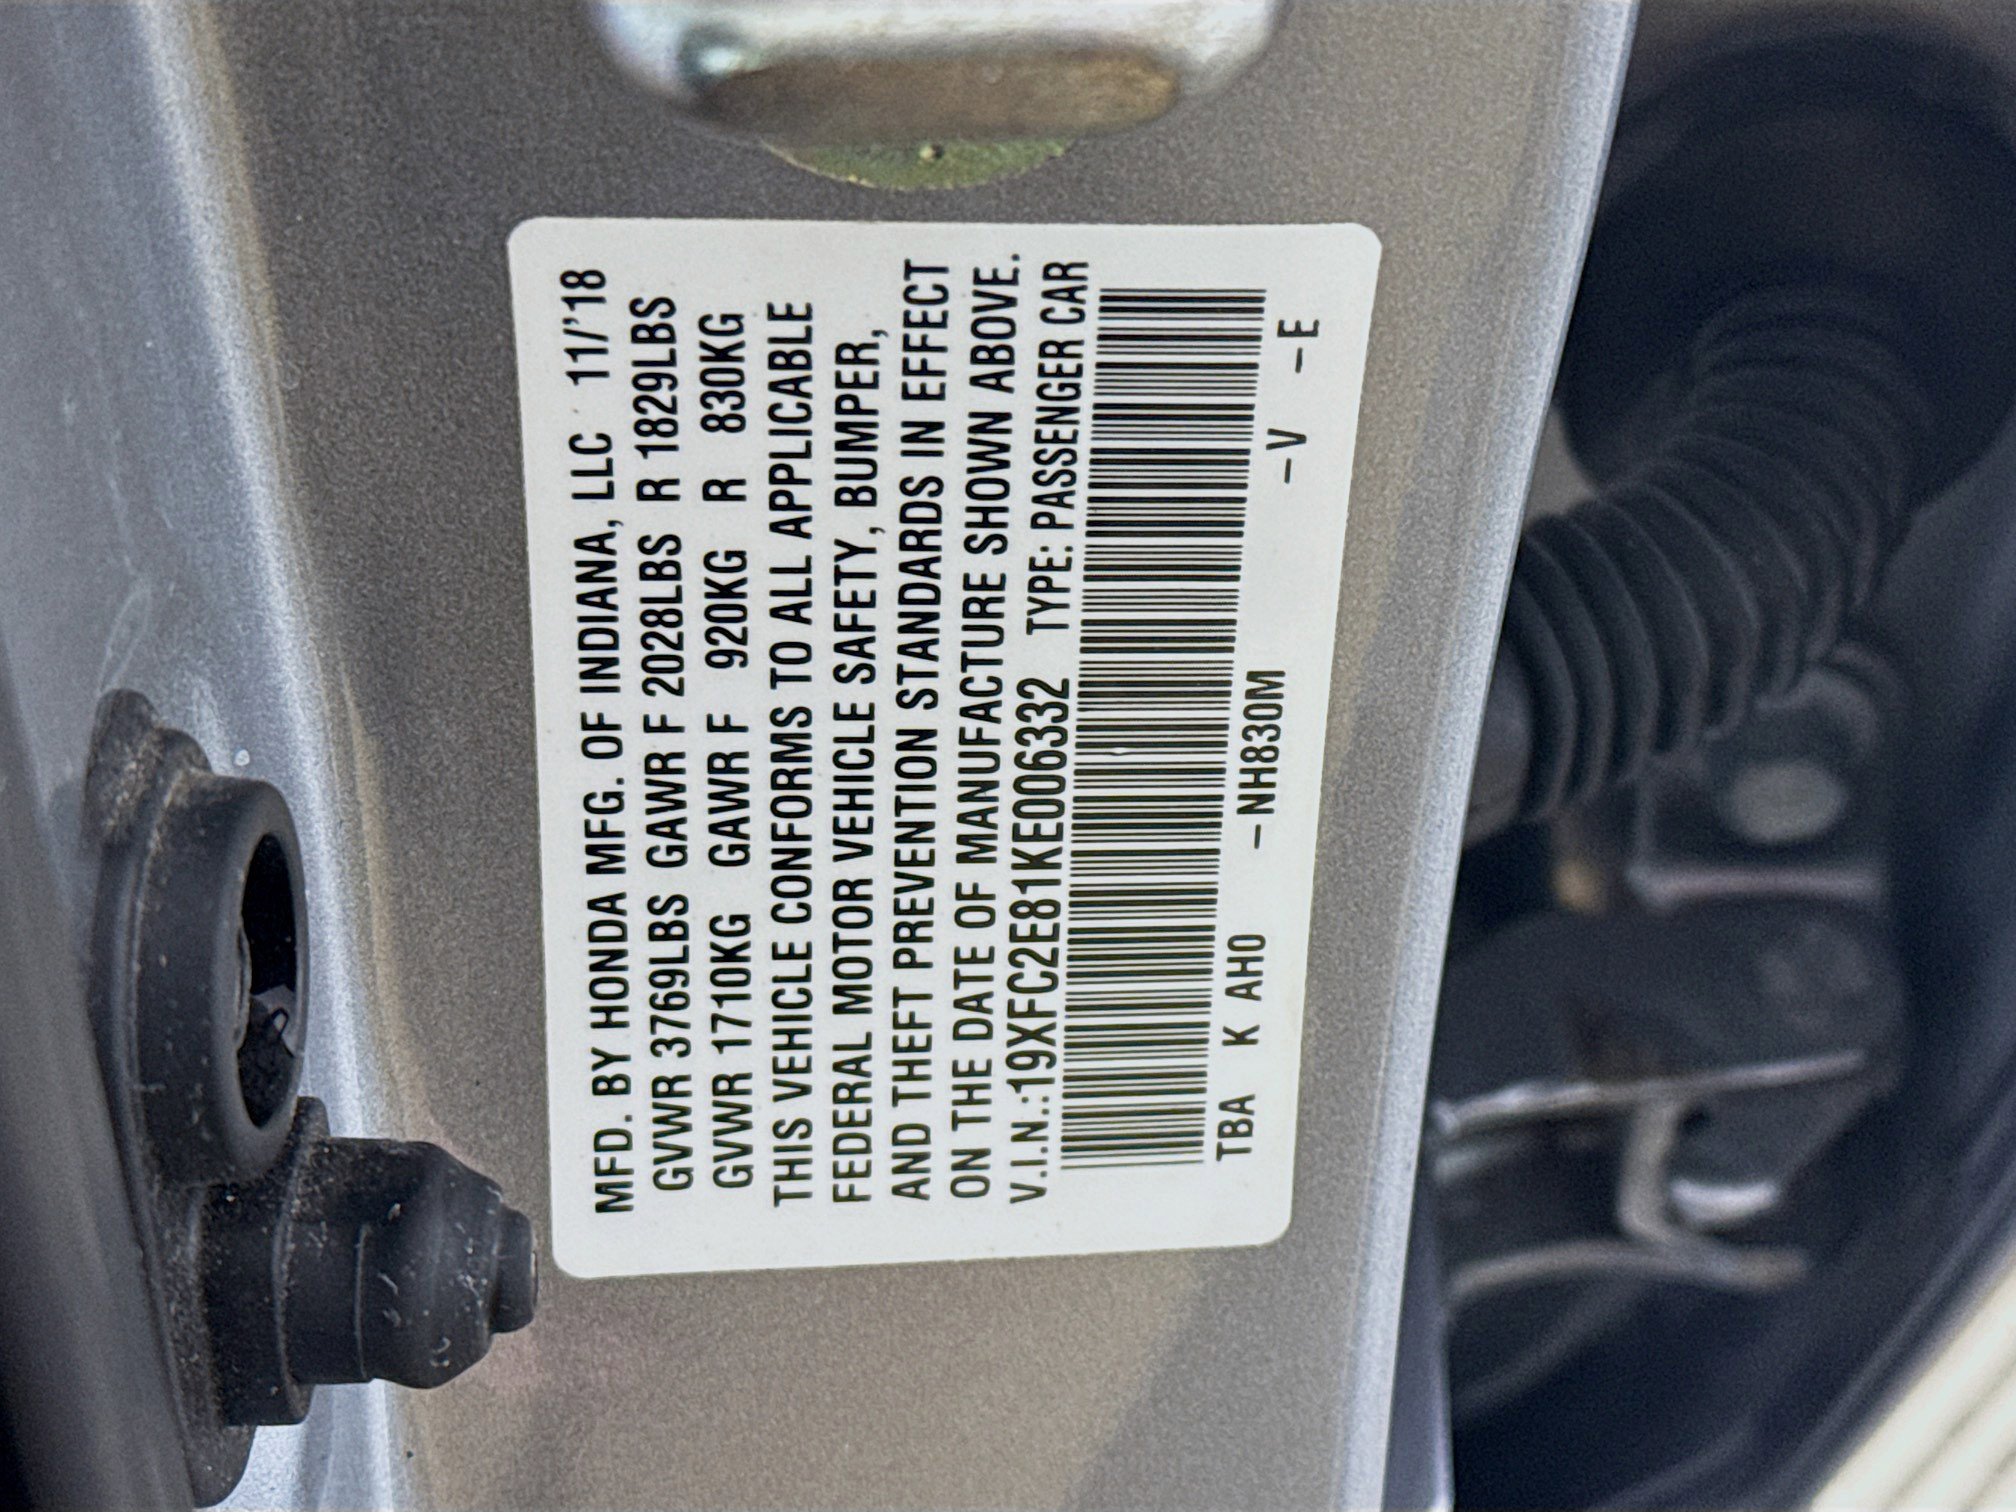 MFD. BY HONDA MFG. OF INDIANA, LLC 11/'18
GVWR 3769LBS GAWR F 2028LBS R 1829LBS
GVWR 1710KG GAWR F 920KG R 830KG
THIS VEHICLE CONFORMS TO ALL APPLICABLE
FEDERAL MOTOR VEHICLE SAFETY, BUMPER,
AND THEFT PREVENTION STANDARDS IN EFFECT
ON THE DATE OF MANUFACTURE SHOWN ABOVE.
V.I.N.:19XFC2E81KE006332 TYPE: PASSENGER CAR
TBA K AH0 –NH830M –V –E